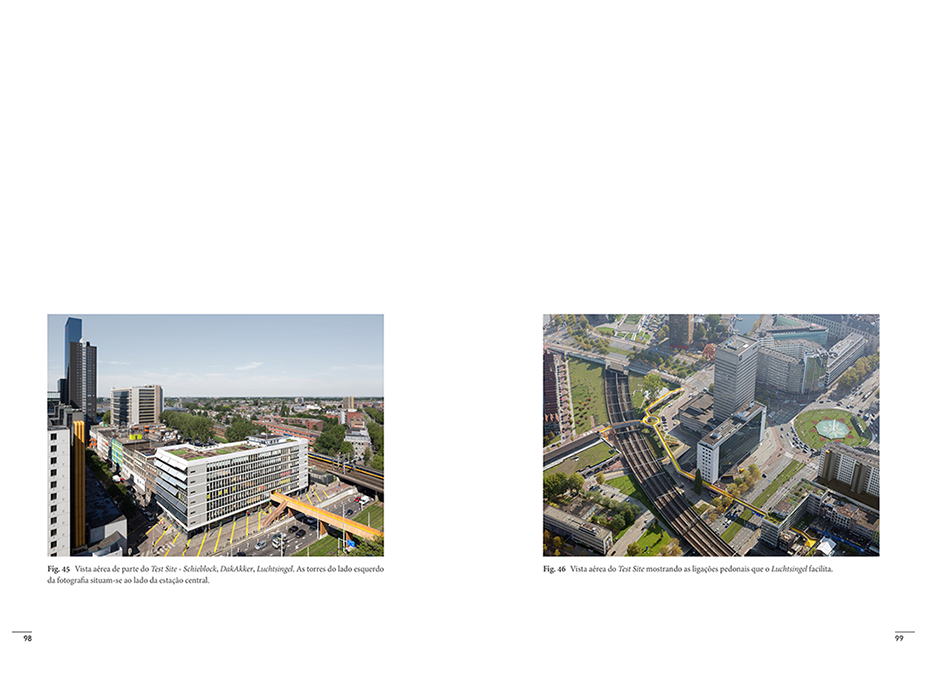 Fig. 45 Vista aérea de parte do Test Site - Schieblock, DakAkker, Luchtsingel. As torres do lado esquerdo
da fotografia situam-se ao lado da estação central.
Fig. 46 Vista aérea do Test Site mostrando as ligações pedonais que o Luchtsingel facilita.
98
99